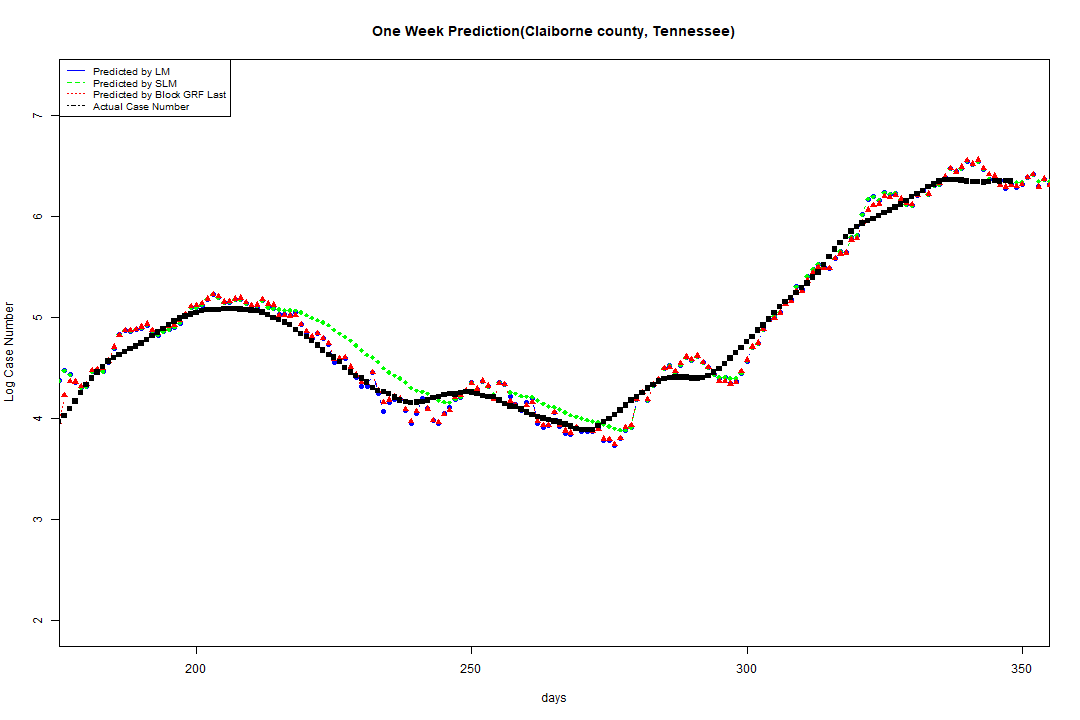 One Week Prediction(Claiborne county, Tennessee)
Predicted by LM
Predicted by SLM
Predicted by Block GRF Last
Actual Case Number
Log Case Number
7
6
5
4
3
2
200
250
300
350
days